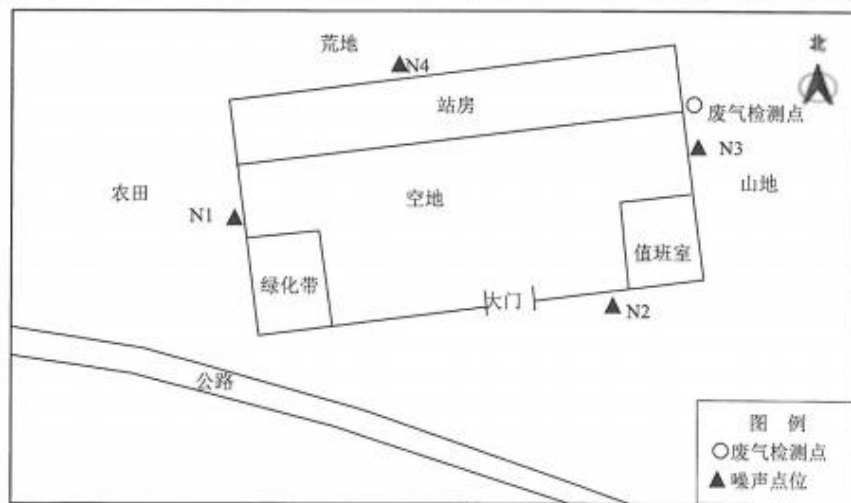 荒地
北
N4
站房
废气检测点
N3
农田
空地
山地
N1
值班室
绿化带
大门
N2
公路
图 例
废气检测点
噪声点位